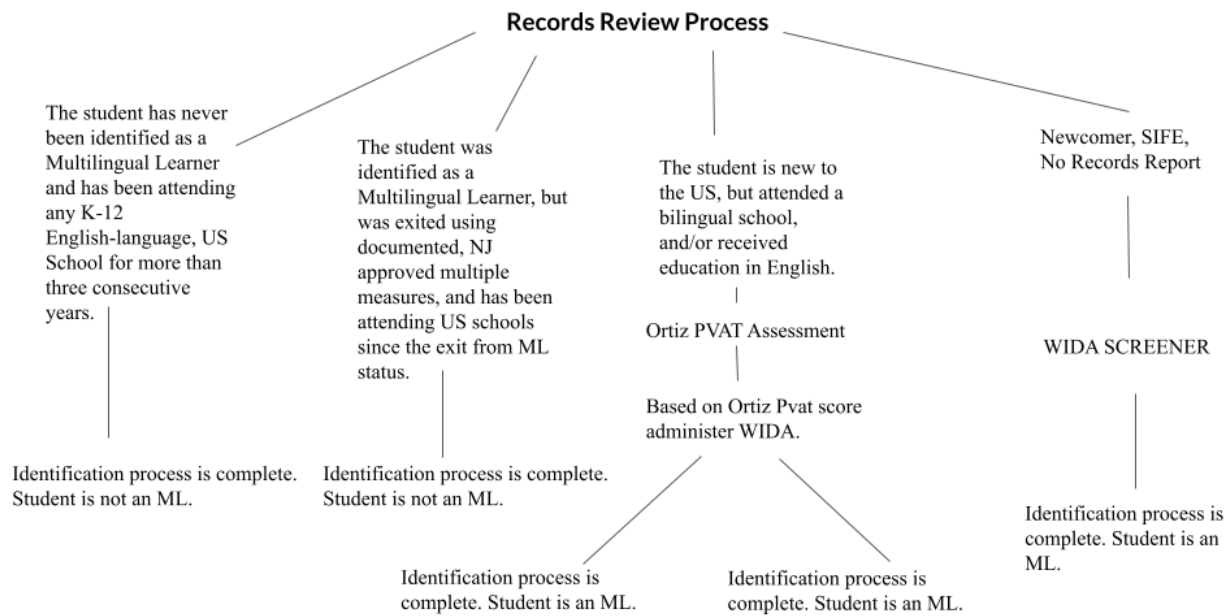 Records Review Process
The student has never
been identified as a
Multilingual Learner
and has been attending
any K-12
English-language, US
School for more than
three consecutive
years.
Identification process is complete.
Student is not an ML.
The student was
identified as a
Multilingual Learner, but
was exited using
documented, NJ
approved multiple
measures, and has been
attending US schools
since the exit from ML
status.
Identification process is complete.
Student is not an ML.
The student is new to
the US, but attended a
bilingual school,
and/or received
education in English.
Ortiz PVAT Assessment
Based on Ortiz Pvat score
administer WIDA.
Identification process is
complete. Student is an ML.
Identification process is
complete. Student is an ML.
Newcomer, SIFE,
No Records Report
WIDA SCREENER
Identification process is
complete. Student is an
ML.